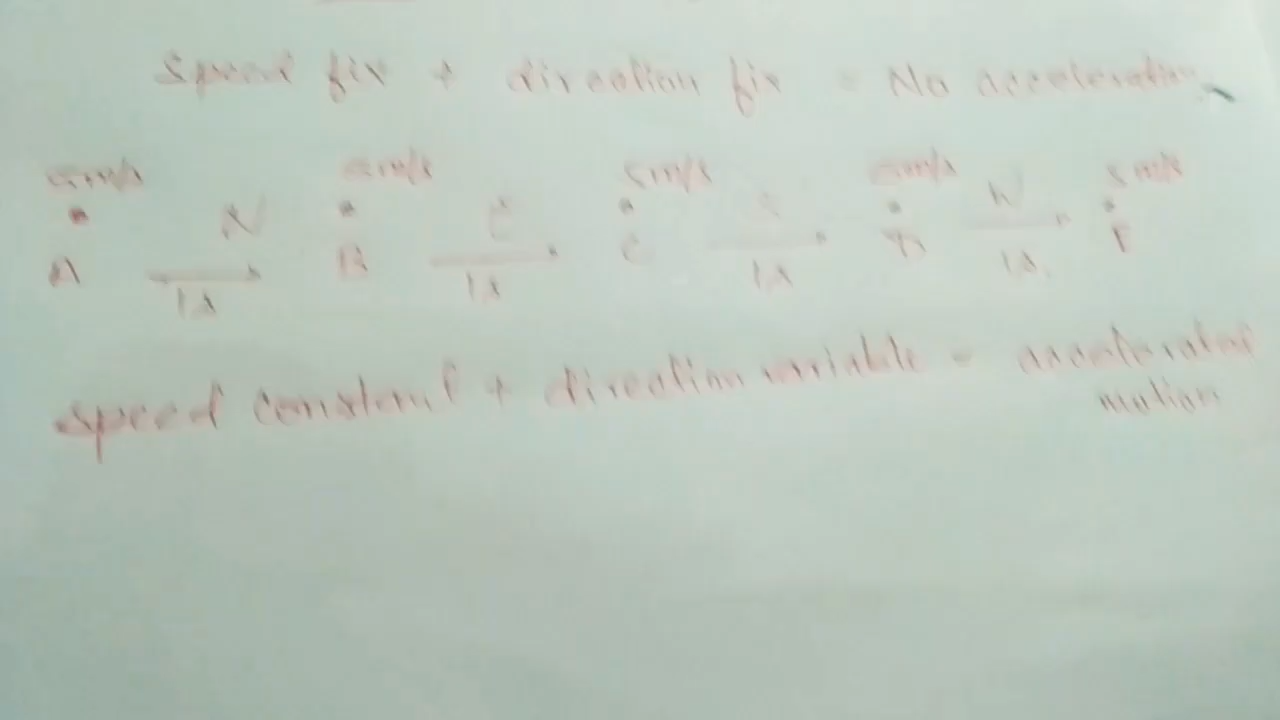 Speed fix + direction fix = No acceleration
5m/s 5m/s 5m/s 5m/s 5m/s
N E W
A B C D
1s 1s 1s 1s
speed constant + direction variable = accelerated
motion